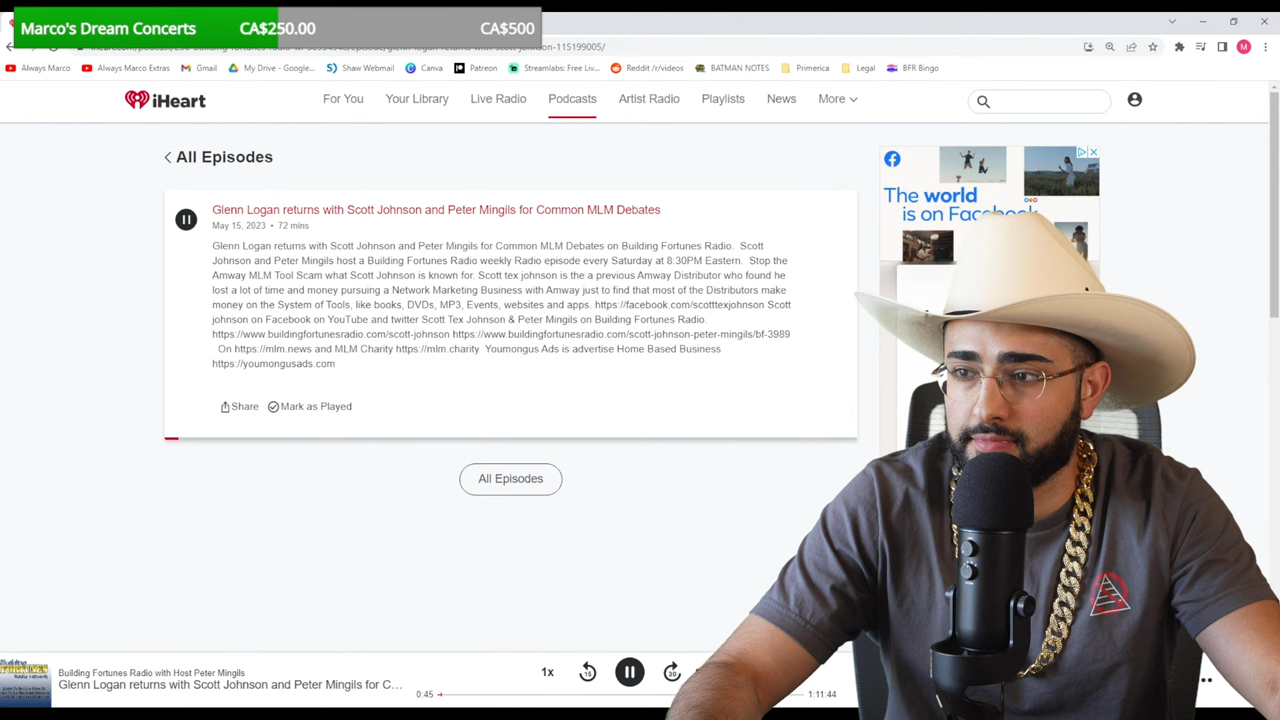 Marco's Dream Concerts CA$250.00 CA$500
Always Marco Always Marco Extras Gmail My Drive - Google... Shaw Webmail Canva Patreon Streamlabs: Free Liv... Reddit /r/videos BATMAN NOTES Primerica Legal BFR Bingo
iHeart For You Your Library Live Radio Podcasts Artist Radio Playlists News More
All Episodes
Glenn Logan returns with Scott Johnson and Peter Mingils for Common MLM Debates
May 15, 2023 • 72 mins
Glenn Logan returns with Scott Johnson and Peter Mingils for Common MLM Debates on Building Fortunes Radio. Scott
Johnson and Peter Mingils host a Building Fortunes Radio weekly Radio episode every Saturday at 8:30PM Eastern. Stop the
Amway MLM Tool Scam what Scott Johnson is known for. Scott tex johnson is the a previous Amway Distributor who found he
lost a lot of time and money pursuing a Network Marketing Business with Amway just to find that most of the Distributors make
money on the System of Tools, like books, DVDs, MP3, Events, websites and apps. https://facebook.com/scotttexjohnson Scott
johnson on Facebook on YouTube and twitter Scott Tex Johnson & Peter Mingils on Building Fortunes Radio.
https://www.buildingfortunesradio.com/scott-johnson https://www.buildingfortunesradio.com/scott-johnson-peter-mingils/bf-3989
On https://mlm.news and MLM Charity https://mlm.charity Youmongus Ads is advertise Home Based Business
https://youmongusads.com
Share Mark as Played
All Episodes
The world
is on Facebook
Building Fortunes Radio with Host Peter Mingils
Glenn Logan returns with Scott Johnson and Peter Mingils for C...
1x 15 30
0:45 1:11:44